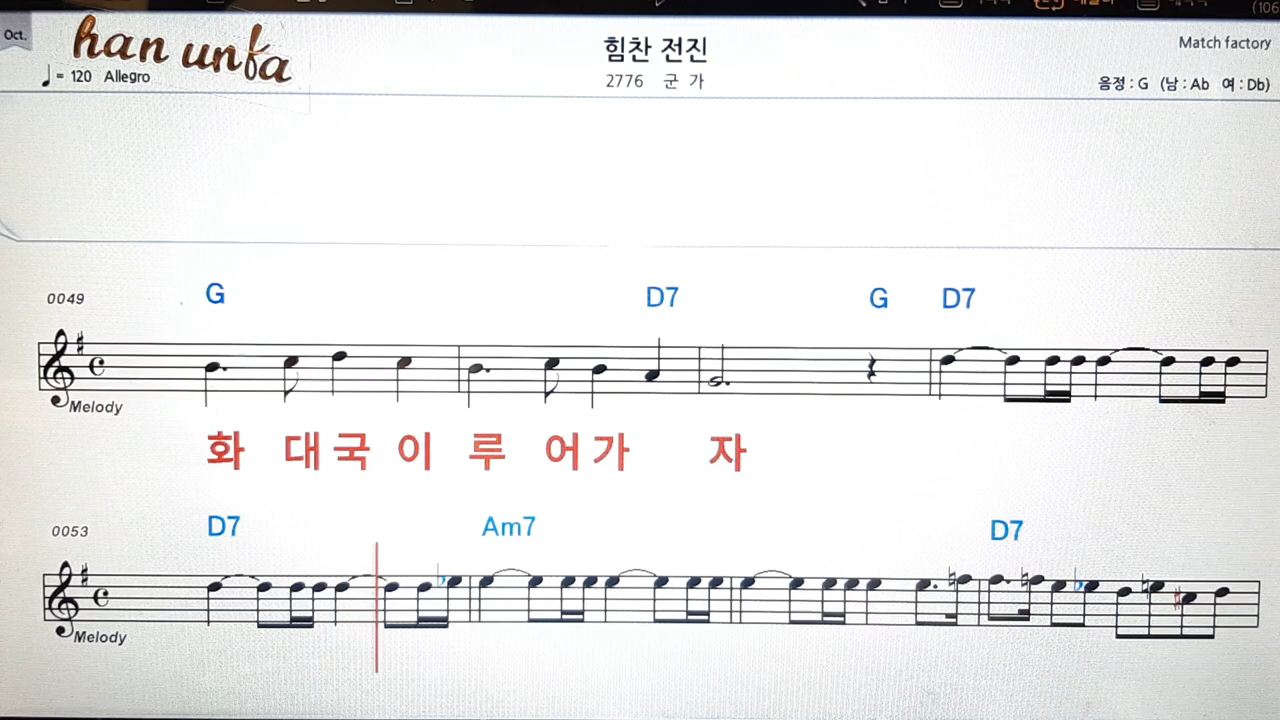 Oct.
han unfa
힘찬 전진
Match factory
♩ = 120 Allegro
2776 군 가
음정 : G (남 : Ab 여 : Db)
G D7 G D7
0049
Melody
화 대 국 이 루 어 가 자
D7 Am7 D7
0053
Melody